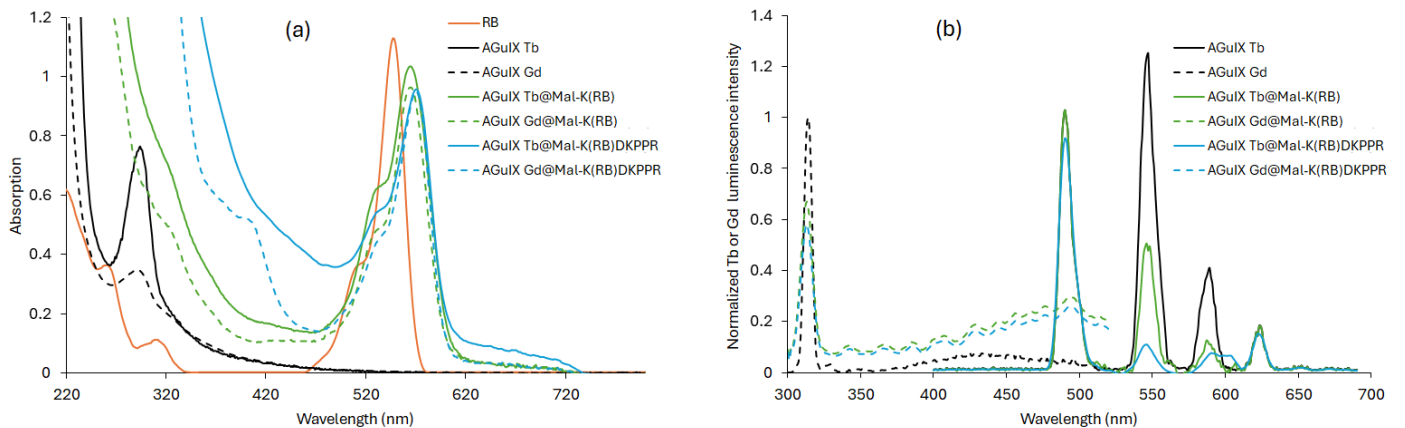 (a)
Absorption
1.2
1
0.8
0.6
0.4
0.2
0
220
320
420
520
620
720
Wavelength (nm)
RB
AGuIX Tb
AGuIX Gd
AGuIX Tb@Mal-K(RB)
AGuIX Gd@Mal-K(RB)
AGuIX Tb@Mal-K(RB)DKPPR
AGuIX Gd@Mal-K(RB)DKPPR
(b)
Normalized Tb or Gd luminescence intensity
1.4
1.2
1
0.8
0.6
0.4
0.2
0
300
350
400
450
500
550
600
650
700
Wavelength (nm)
AGuIX Tb
AGuIX Gd
AGuIX Tb@Mal-K(RB)
AGuIX Gd@Mal-K(RB)
AGuIX Tb@Mal-K(RB)DKPPR
AGuIX Gd@Mal-K(RB)DKPPR